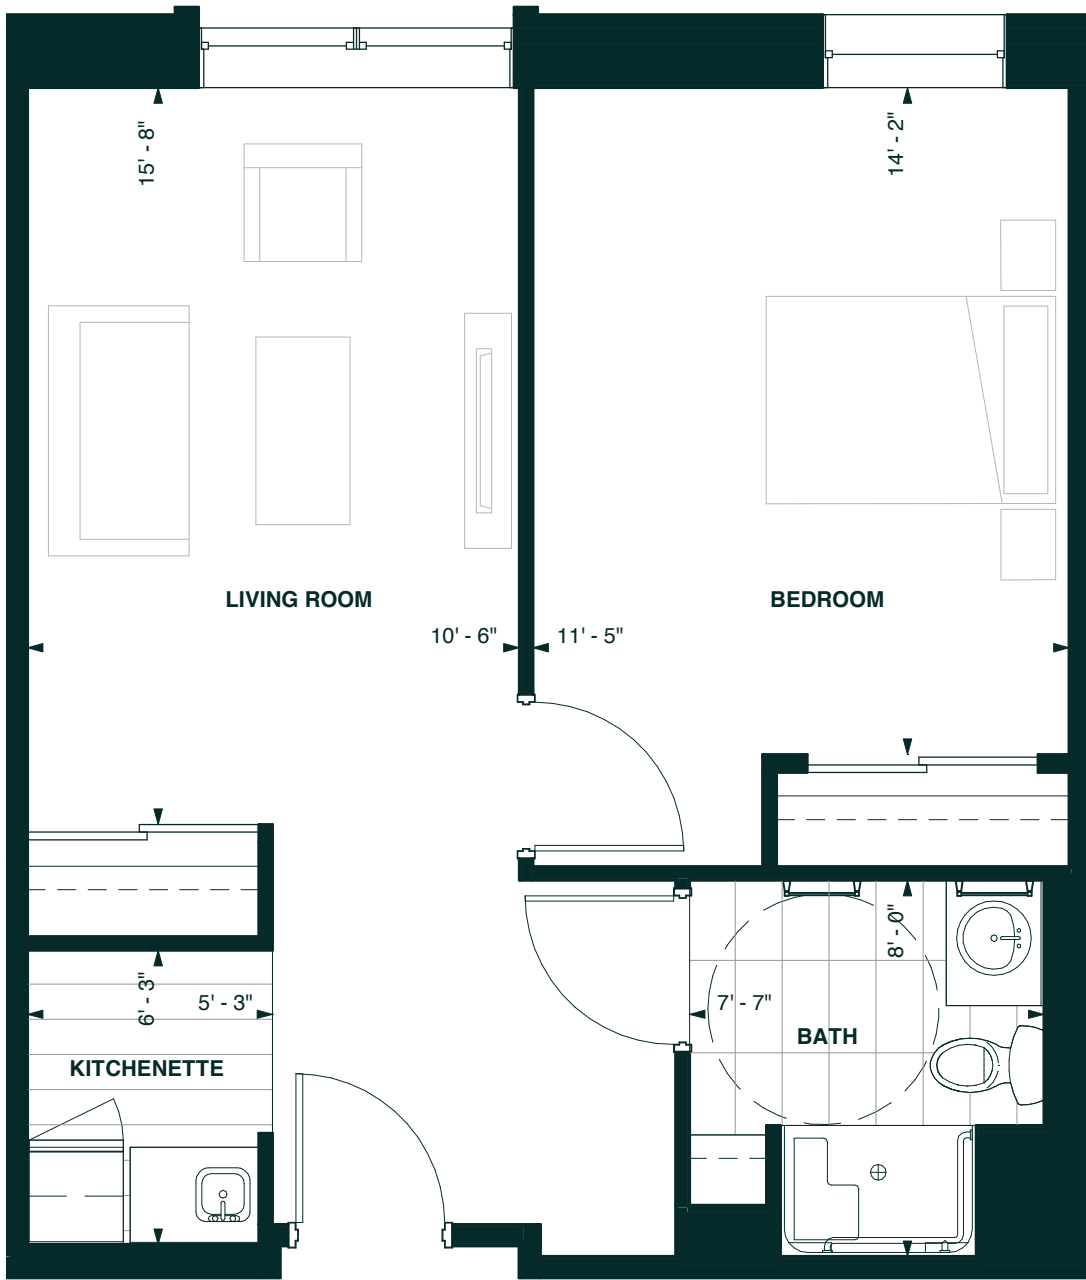 15' - 8"
14' - 2"
LIVING ROOM
BEDROOM
10' - 6"
11' - 5"
8' - 0"
6' - 3"
5' - 3"
7' - 7"
BATH
KITCHENETTE